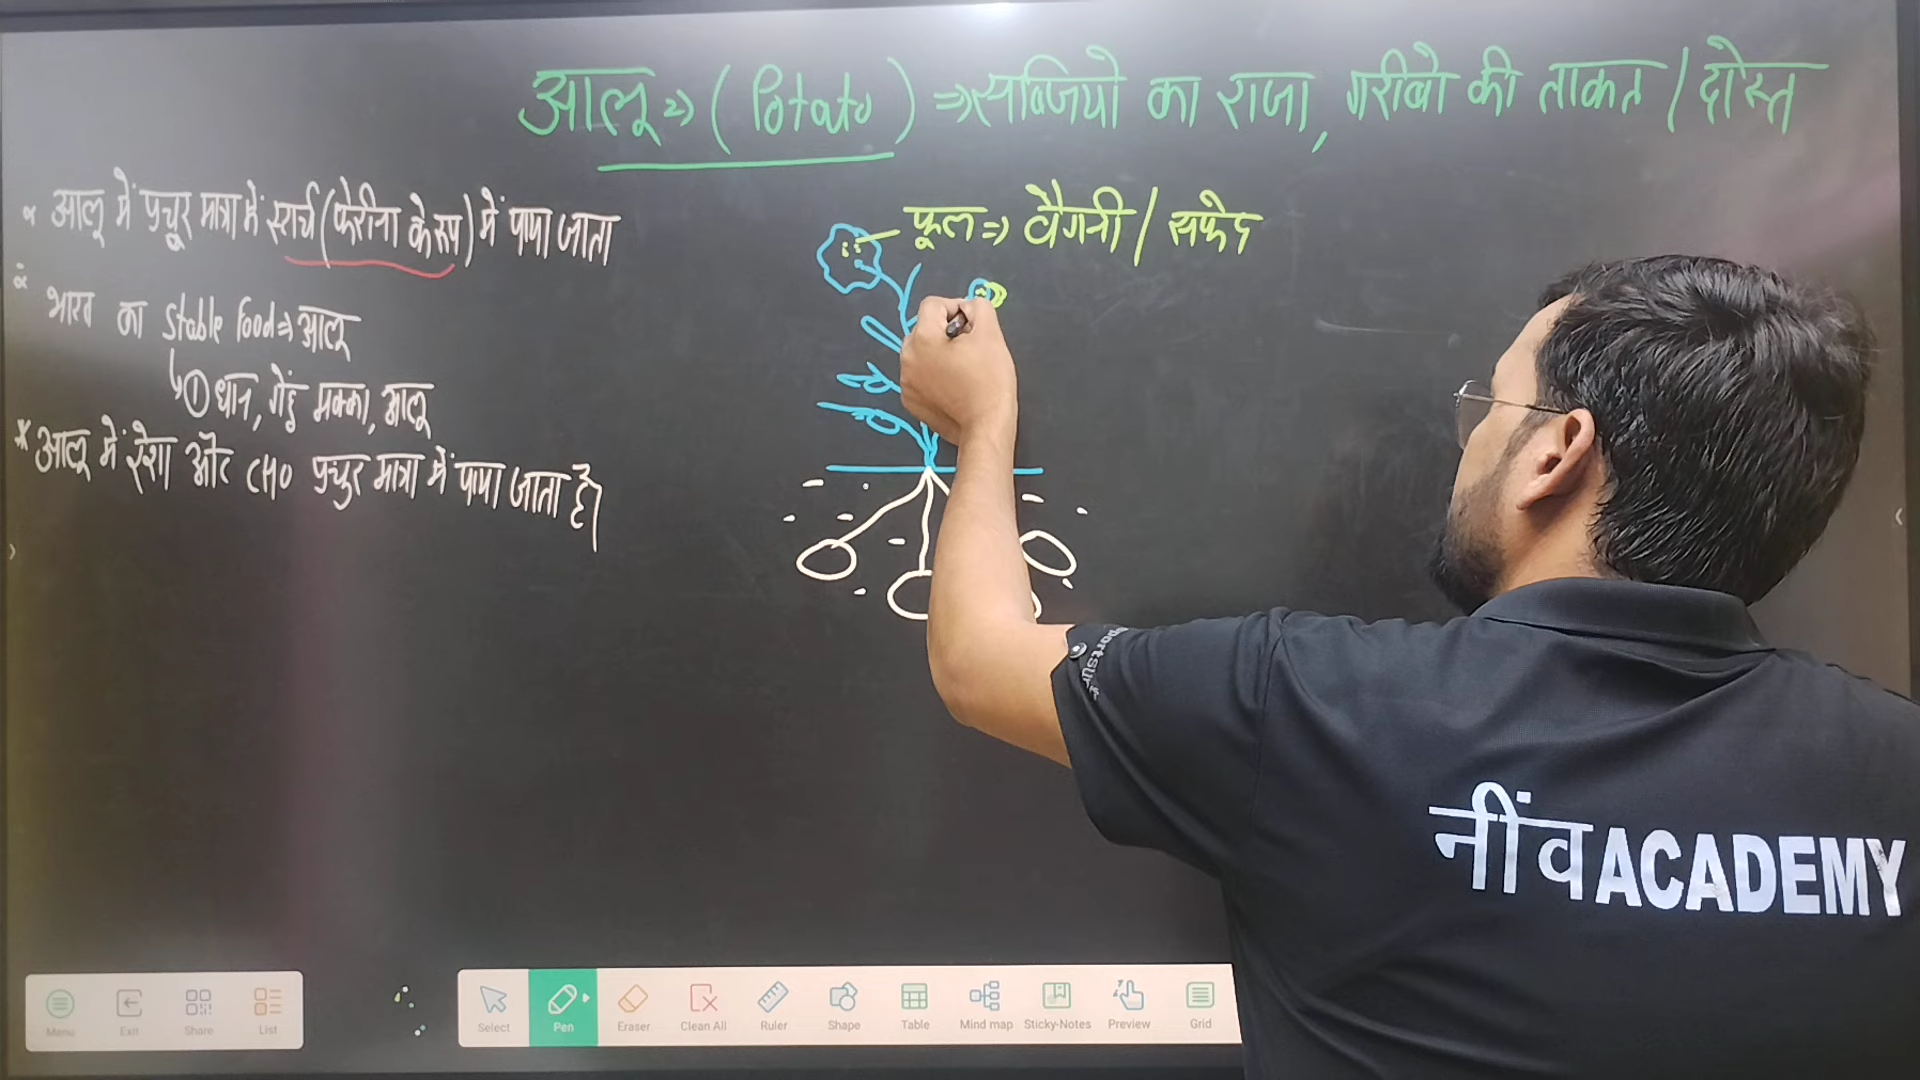 आलू => (Potato) => सब्जियो का राजा, गरीबो की ताकत / दोस्त
आलू में प्रचुर मात्रा में स्टार्च (फेरीना के रूप) में पाया जाता
भारत का Stable Food => आलू
① धान, गेहुं मक्का, आलू
* आलू में रेशा और CHO प्रचुर मात्रा में पाया जाता है।
फूल => वैगनी / सफेद
sportsun
नींव ACADEMY
Menu Exit Share List
Select Pen Eraser Clean All Ruler Shape Table Mind map Sticky-Notes Preview Grid